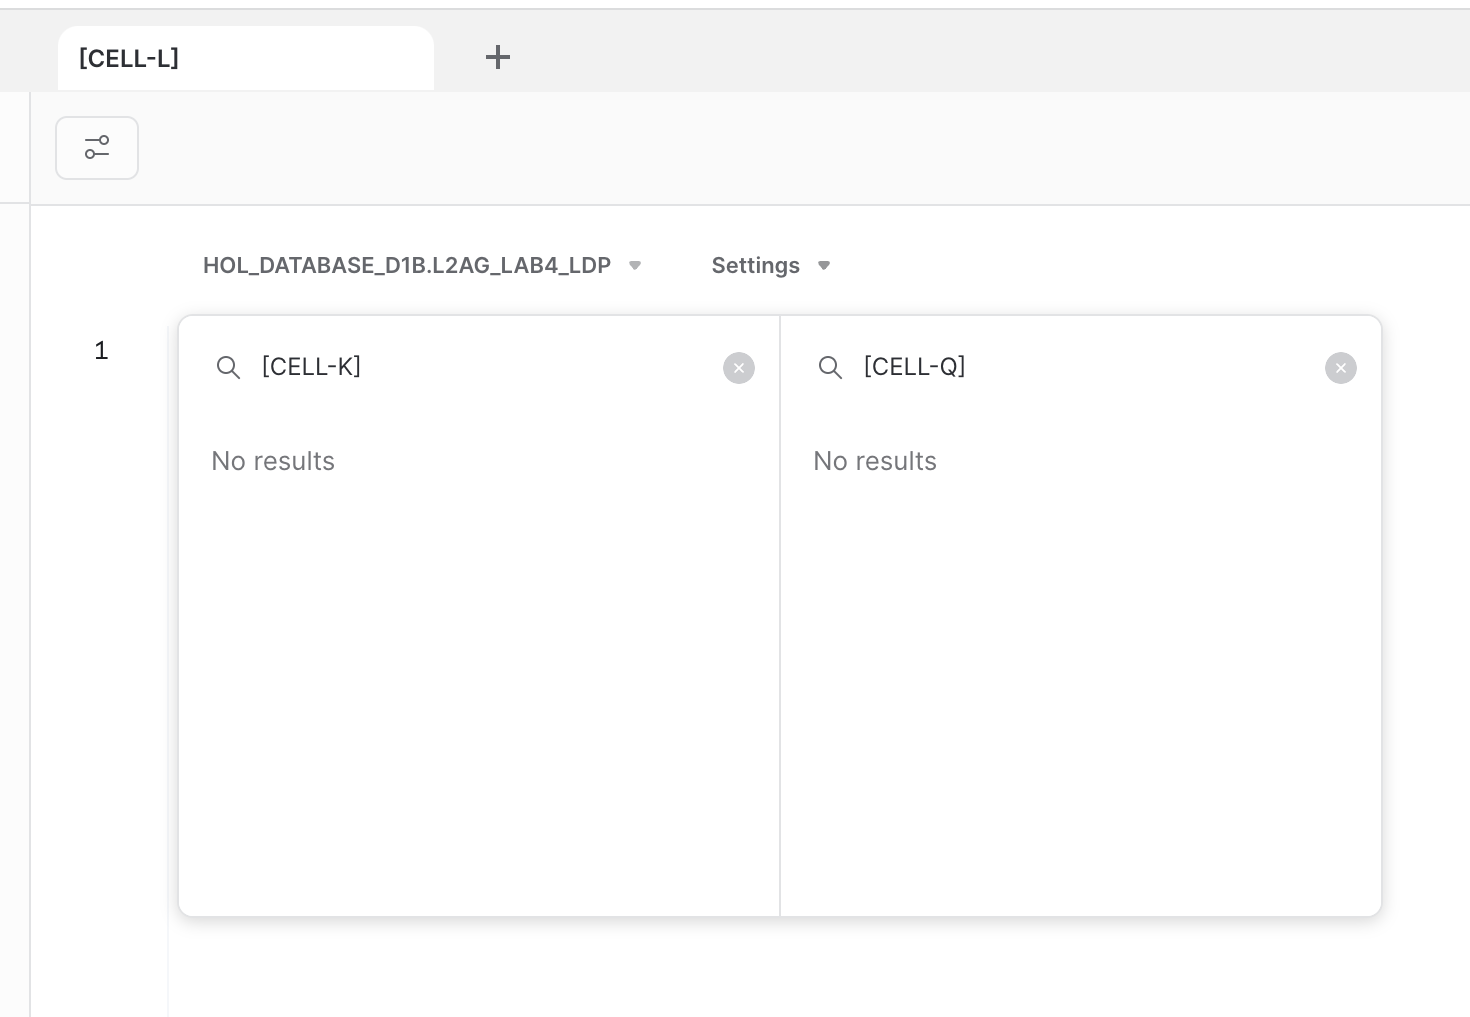 [CELL-L]
HOL_DATABASE_D1B.L2AG_LAB4_LDP Settings
1
[CELL-K] [CELL-Q]
No results No results